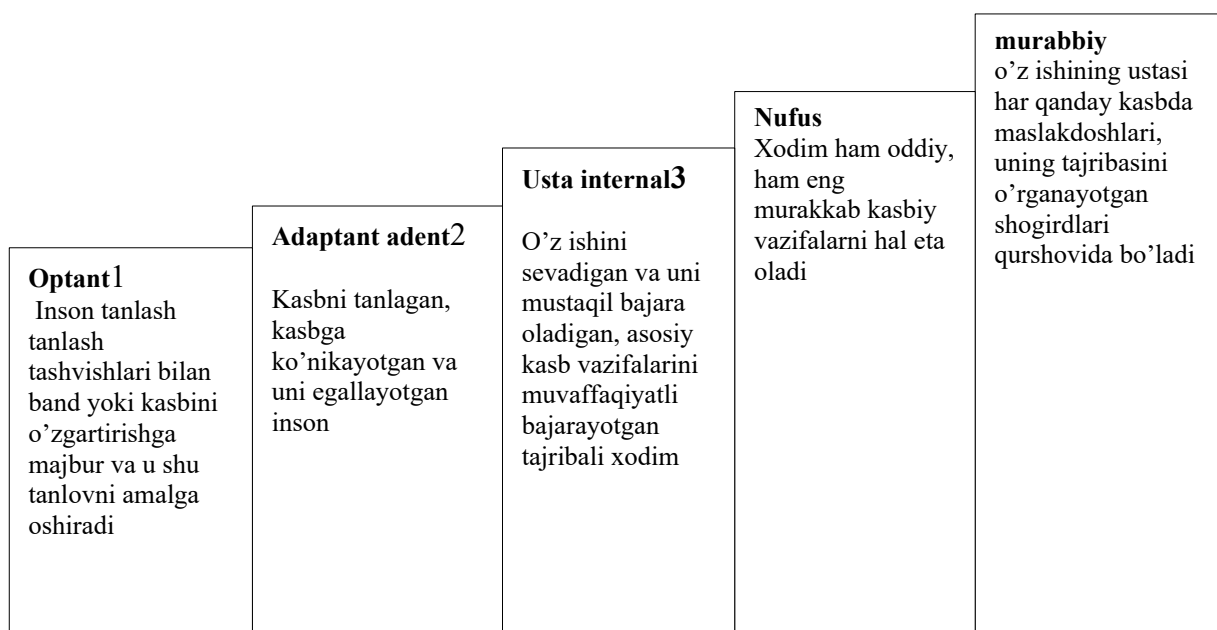 Optant1
Inson tanlash
tanlash
tashvishlari bilan
band yoki kasbini
o’zgartirishga
majbur va u shu
tanlovni amalga
oshiradi
Adaptant adent2
Kasbni tanlagan,
kasbga
ko’nikayotgan va
uni egallayotgan
inson
Usta internal3
O’z ishini
sevadigan va uni
mustaqil bajara
oladigan, asosiy
kasb vazifalarini
muvaffaqiyatli
bajarayotgan
tajribali xodim
Nufus
Xodim ham oddiy,
ham eng
murakkab kasbiy
vazifalarni hal eta
oladi
murabbiy
o’z ishining ustasi
har qanday kasbda
maslakdoshlari,
uning tajribasini
o’rganayotgan
shogirdlari
qurshovida bo’ladi